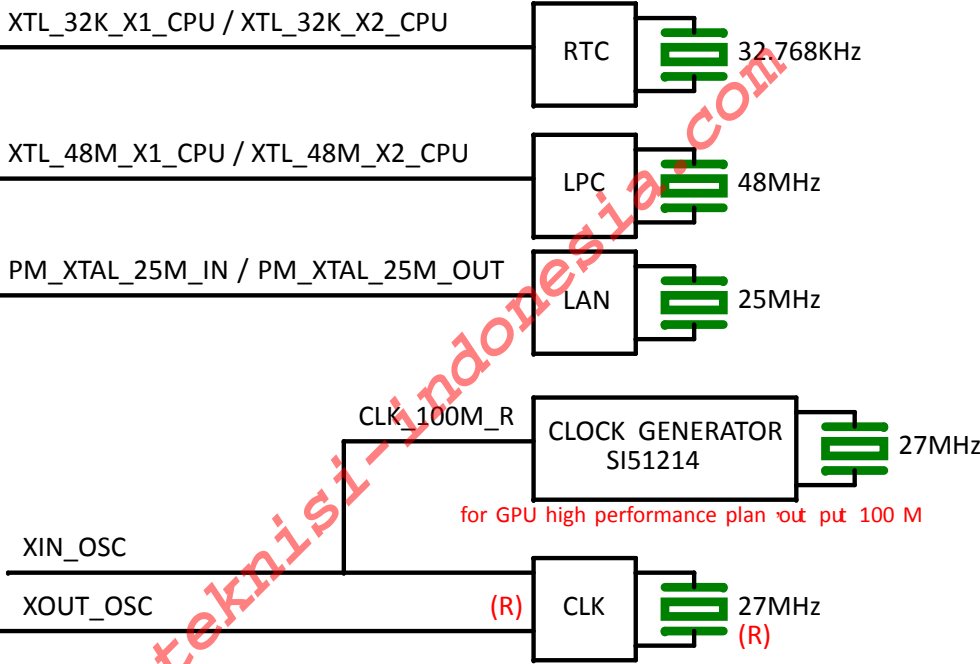 XTL_32K_X1_CPU / XTL_32K_X2_CPU
RTC
32.768KHz
XTL_48M_X1_CPU / XTL_48M_X2_CPU
LPC
48MHz
PM_XTAL_25M_IN / PM_XTAL_25M_OUT
LAN
25MHz
CLK_100M_R
CLOCK GENERATOR
SI51214
27MHz
for GPU high performance plan out put 100 M
XIN_OSC
XOUT_OSC
(R)
CLK
27MHz
(R)
teknisi-indonesia.com